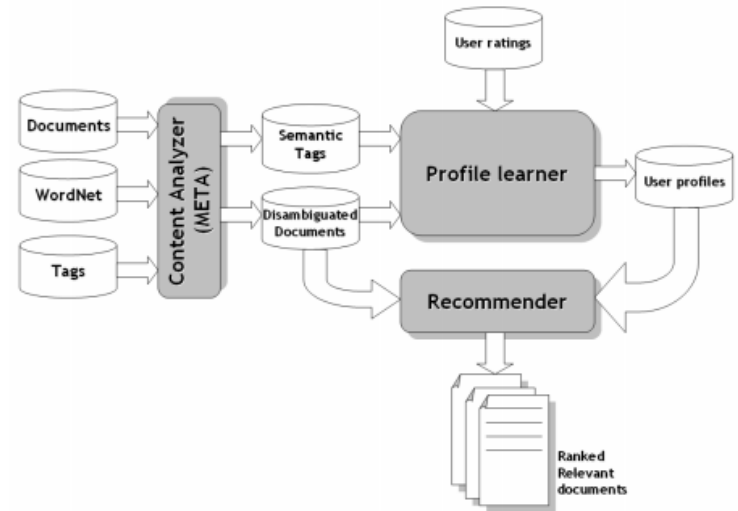 User ratings
Documents
WordNet
Tags
Content Analyzer
(META)
Semantic
Tags
Disambiguated
Documents
Profile learner
User profiles
Recommender
Ranked
Relevant
documents